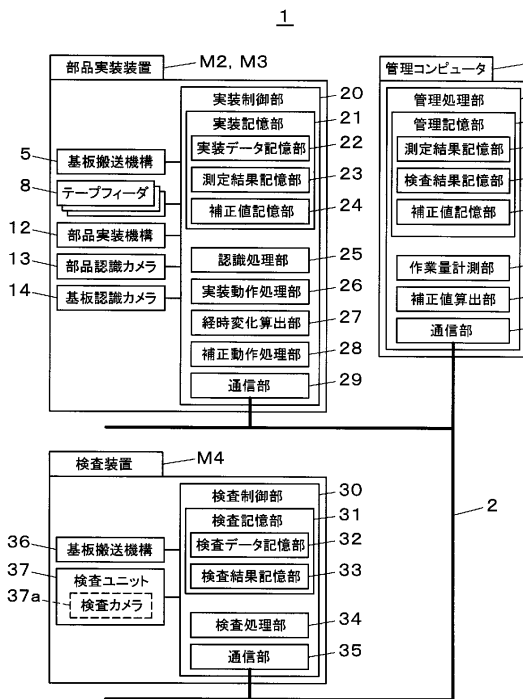 1
部品実装装置
M2, M3
実装制御部
20
実装記憶部
21
実装データ記憶部
22
測定結果記憶部
23
補正値記憶部
24
5
基板搬送機構
8
テープフィーダ
12
部品実装機構
13
部品認識カメラ
14
基板認識カメラ
認識処理部
25
実装動作処理部
26
経時変化算出部
27
補正動作処理部
28
通信部
29
管理コンピュータ
管理処理部
管理記憶部
測定結果記憶部
検査結果記憶部
補正値記憶部
作業量計測部
補正値算出部
通信部
検査装置
M4
検査制御部
30
検査記憶部
31
検査データ記憶部
32
検査結果記憶部
33
36
基板搬送機構
37
検査ユニット
37a
検査カメラ
検査処理部
34
通信部
35
2